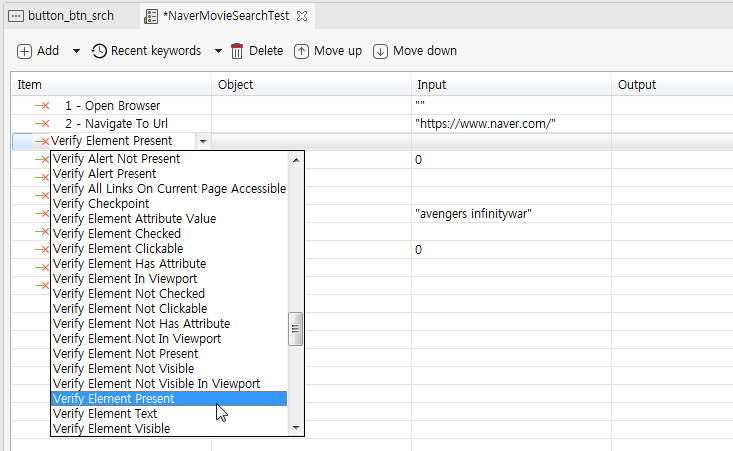 button_btn_srch *NaverMovieSearchTest
Add Recent keywords Delete Move up Move down
Item Object Input Output
1 - Open Browser ""
2 - Navigate To Url "https://www.naver.com/"
Verify Element Present
Verify Alert Not Present 0
Verify Alert Present
Verify All Links On Current Page Accessible
Verify Checkpoint
Verify Element Attribute Value "avengers infinitywar"
Verify Element Checked
Verify Element Clickable 0
Verify Element Has Attribute
Verify Element In Viewport
Verify Element Not Checked
Verify Element Not Clickable
Verify Element Not Has Attribute
Verify Element Not In Viewport
Verify Element Not Present
Verify Element Not Visible
Verify Element Not Visible In Viewport
Verify Element Present
Verify Element Text
Verify Element Visible